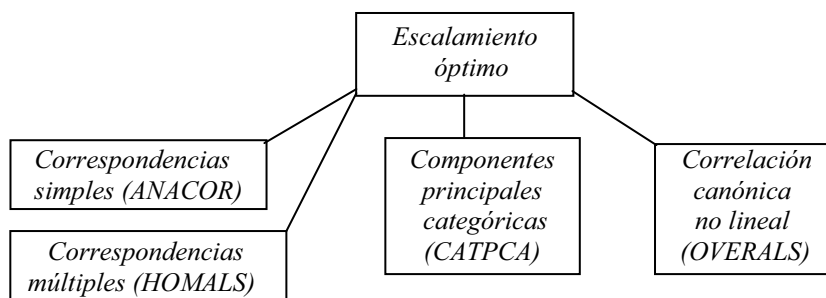 Escalamiento
óptimo
Correspondencias
simples (ANACOR)
Correspondencias
múltiples (HOMALS)
Componentes
principales
categóricas
(CATPCA)
Correlación
canónica
no lineal
(OVERALS)